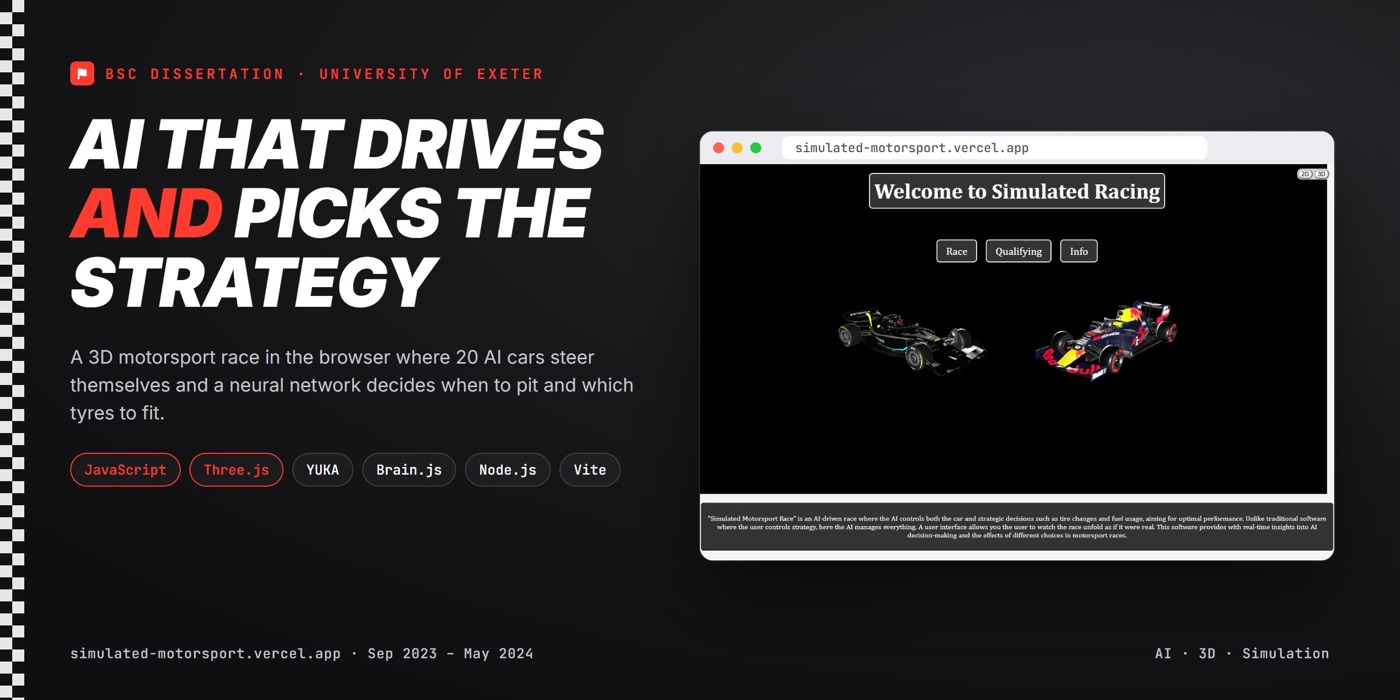 BSC DISSERTATION · UNIVERSITY OF EXETER
AI THAT DRIVES
AND PICKS THE
STRATEGY
A 3D motorsport race in the browser where 20 AI cars steer
themselves and a neural network decides when to pit and which
tyres to fit.
JavaScript Three.js YUKA Brain.js Node.js Vite
simulated-motorsport.vercel.app
2D 3D
Welcome to Simulated Racing
Race Qualifying Info
"Simulated Motorsport Race" is an AI-driven race where the AI controls both the car and strategic decisions such as tire changes and fuel usage, aiming for optimal performance. Unlike traditional software
where the user controls strategy, here the AI manages everything. A user interface allows you the user to watch the race unfold as if it were real. This software provides with real-time insights into AI
decision-making and the effects of different choices in motorsport races.
simulated-motorsport.vercel.app · Sep 2023 – May 2024
AI · 3D · Simulation